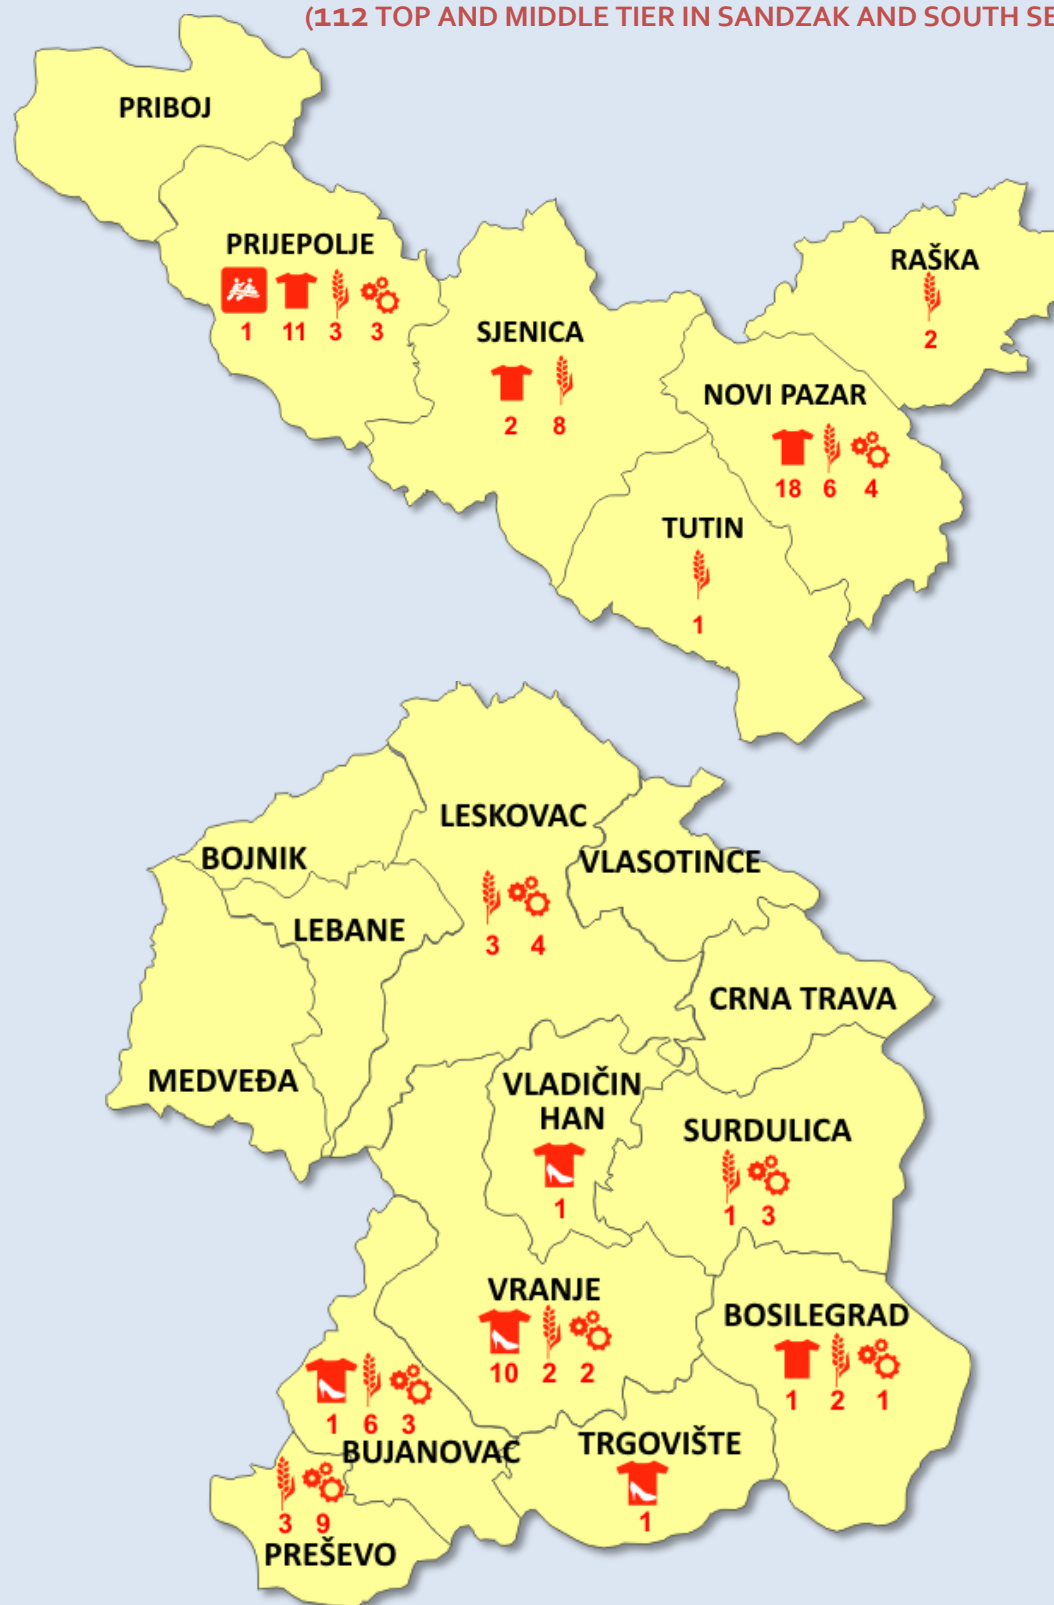 (112 TOP AND MIDDLE TIER IN SANDZAK AND SOUTH SE
PRIBOJ
PRIJEPOLJE
1 11 3 3
RAŠKA
2
SJENICA
2 8
NOVI PAZAR
18 6 4
TUTIN
1
LESKOVAC
3 4
BOJNIK
VLASOTINCE
LEBANE
CRNA TRAVA
MEDVEĐA
VLADIČIN
HAN
1
SURDULICA
1 3
VRANJE
10 2 2
BOSILEGRAD
1 2 1
1 6 3
BUJANOVAC
TRGOVIŠTE
1
3 9
PREŠEVO